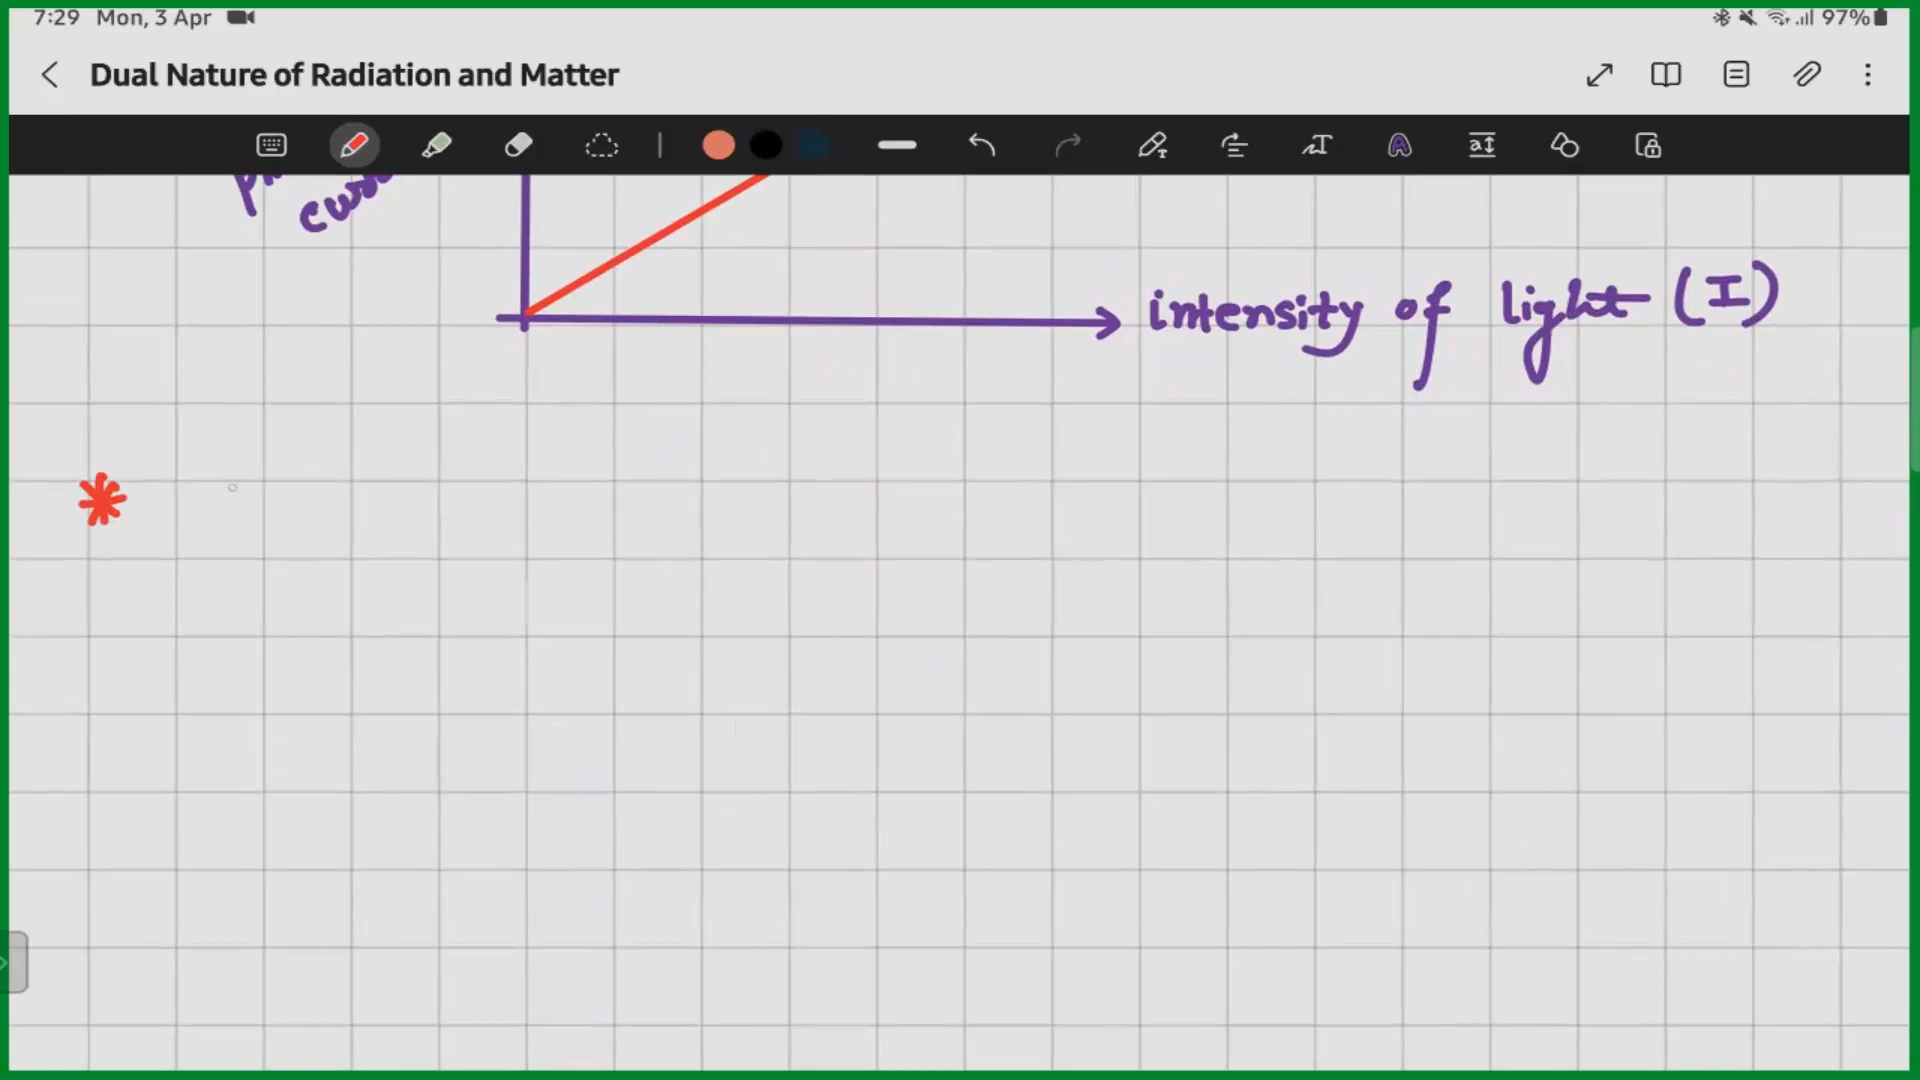 7:29 Mon, 3 Apr 97%
Dual Nature of Radiation and Matter
intensity of light (I)